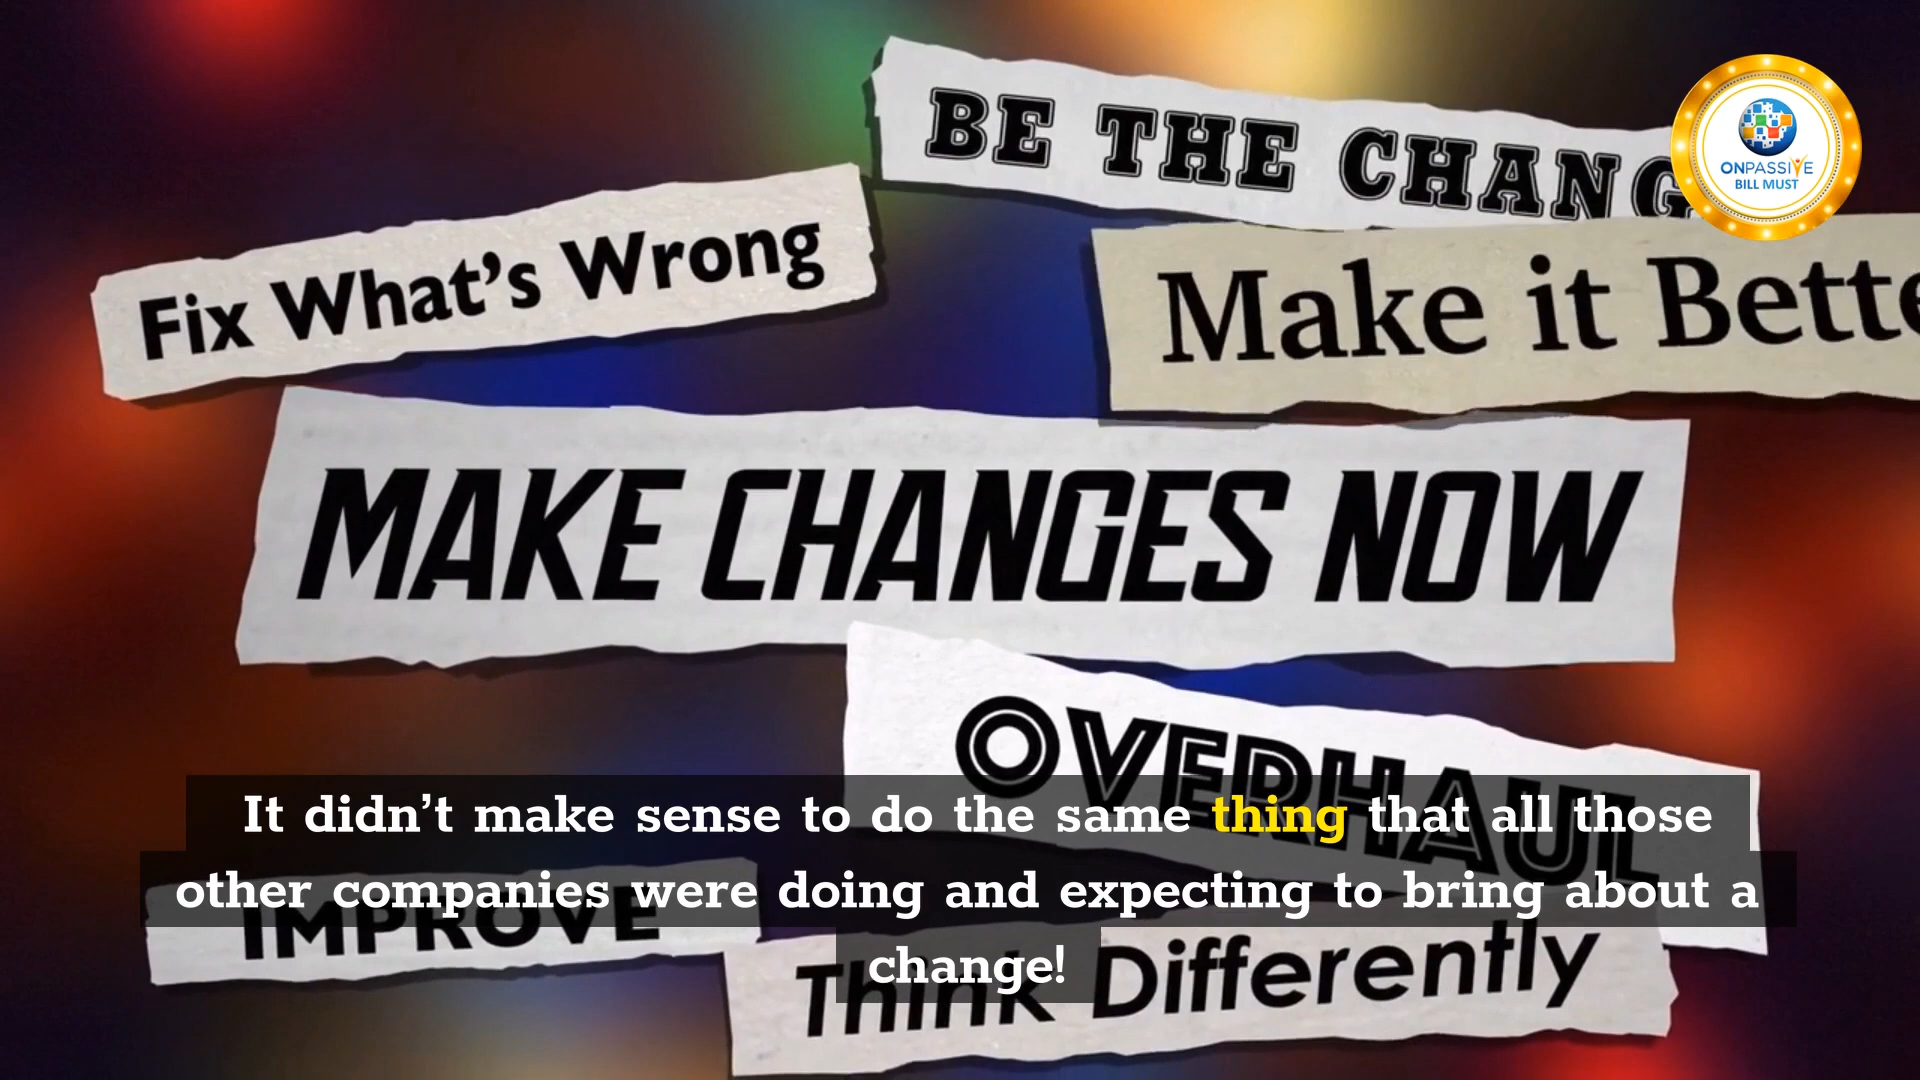 BE THE CHANG
ONPASSIVE
BILL MUST
Fix What's Wrong
Make it Bette
MAKE CHANGES NOW
OVERHAUL
It didn't make sense to do the same thing that all those
other companies were doing and expecting to bring about a
change!
IMPROVE
Think Differently